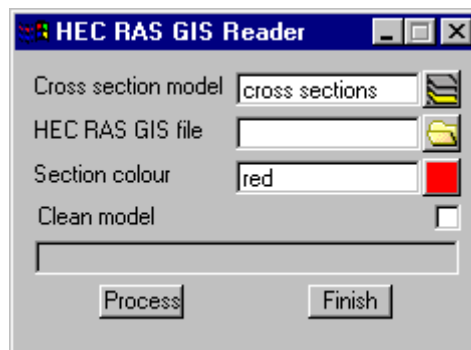 HEC RAS GIS Reader
Cross section model cross sections
HEC RAS GIS file
Section colour red
Clean model
Process Finish